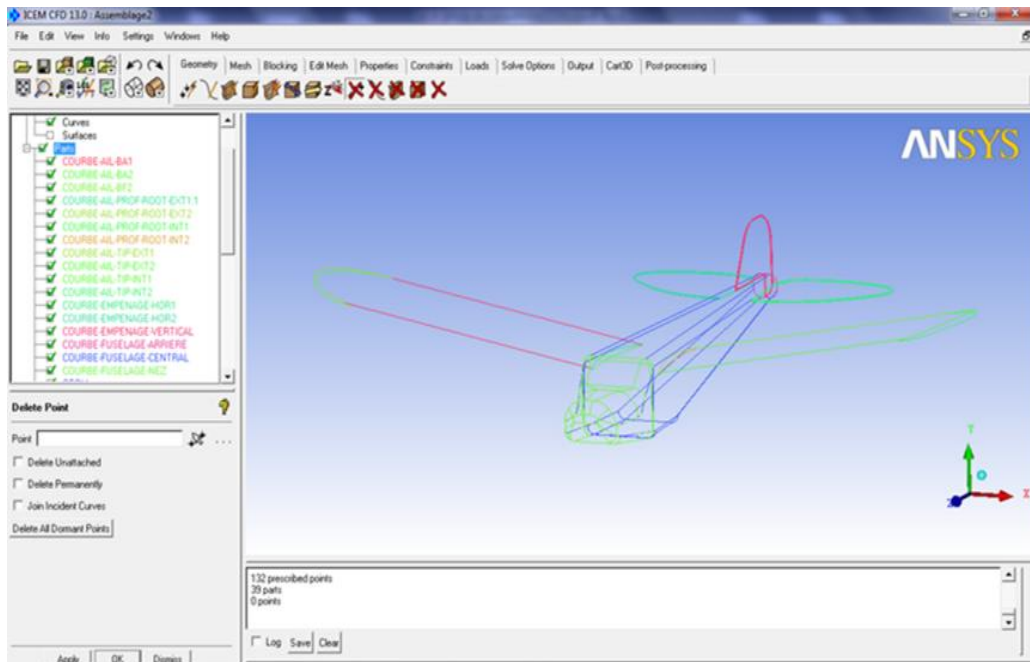 ICEM CFD 13.0 : Assemblage2
File Edit View Info Settings Windows Help
Geometry Mesh Blocking Edit Mesh Properties Constraints Loads Solve Options Output Cart3D Post-processing
Curves
Surfaces
Parts
COURBE-AIL-BA1
COURBE-AIL-BA2
COURBE-AIL-BF2
COURBE-AIL-PROF-ROOT-EXT1.1
COURBE-AIL-PROF-ROOT-EXT2
COURBE-AIL-PROF-ROOT-INT1
COURBE-AIL-PROF-ROOT-INT2
COURBE-AIL-TIP-EXT1
COURBE-AIL-TIP-EXT2
COURBE-AIL-TIP-INT1
COURBE-AIL-TIP-INT2
COURBE-EMPENAGE-HOR1
COURBE-EMPENAGE-HOR2
COURBE-EMPENAGE-VERTICAL
COURBE-FUSELAGE-ARRIERE
COURBE-FUSELAGE-CENTRAL
COURBE-FUSELAGE-NEZ
Delete Point
Point
Delete Unattached
Delete Permanently
Join Incident Curves
Delete All Dormant Points
Apply OK Dismiss
ANSYS
Y
X
Z
132 prescribed points
39 parts
0 points
Log Save Clear